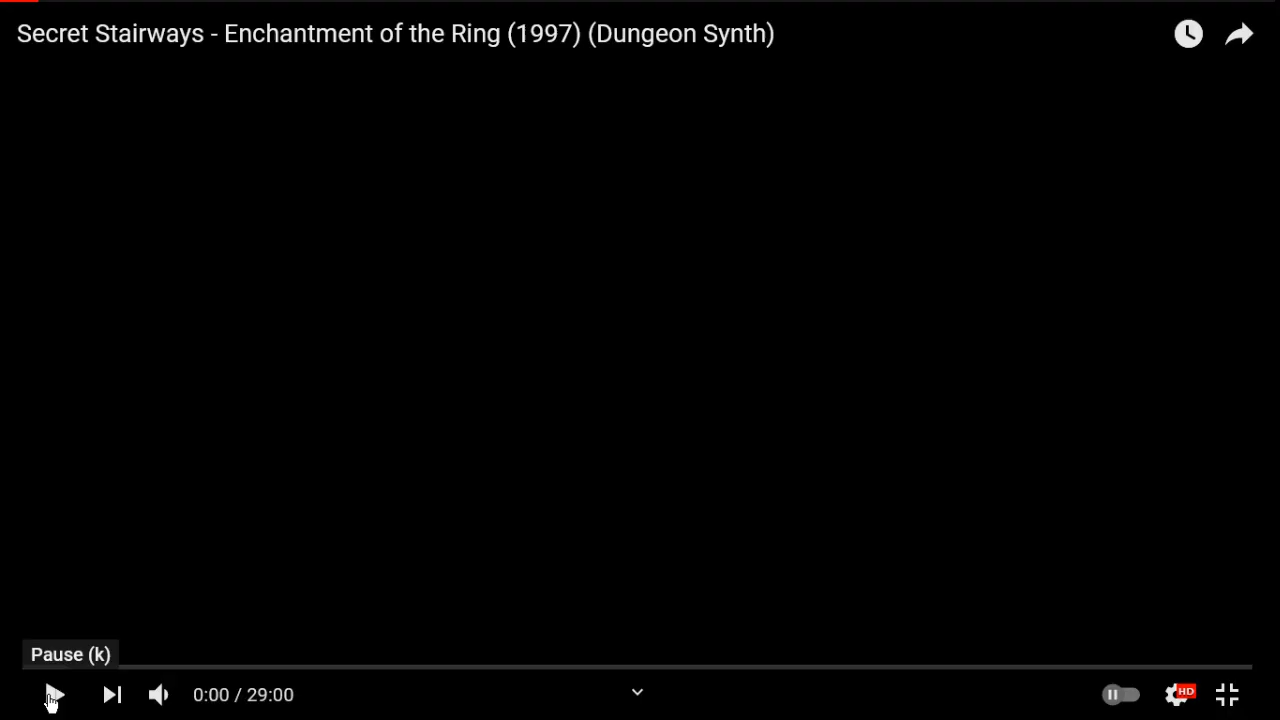 Secret Stairways - Enchantment of the Ring (1997) (Dungeon Synth)
Pause (k)
0:00 / 29:00
HD